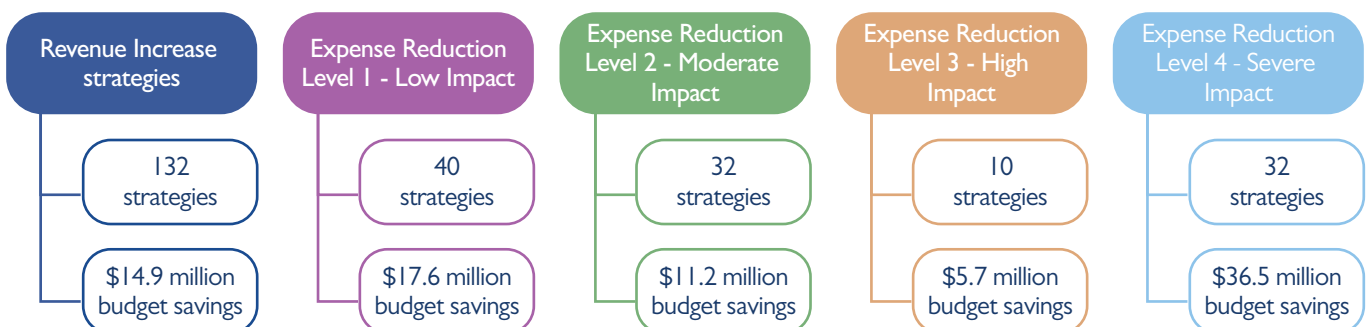 Revenue Increase
strategies
132
strategies
$14.9 million
budget savings
Expense Reduction
Level 1 - Low Impact
40
strategies
$17.6 million
budget savings
Expense Reduction
Level 2 - Moderate
Impact
32
strategies
$11.2 million
budget savings
Expense Reduction
Level 3 - High
Impact
10
strategies
$5.7 million
budget savings
Expense Reduction
Level 4 - Severe
Impact
32
strategies
$36.5 million
budget savings